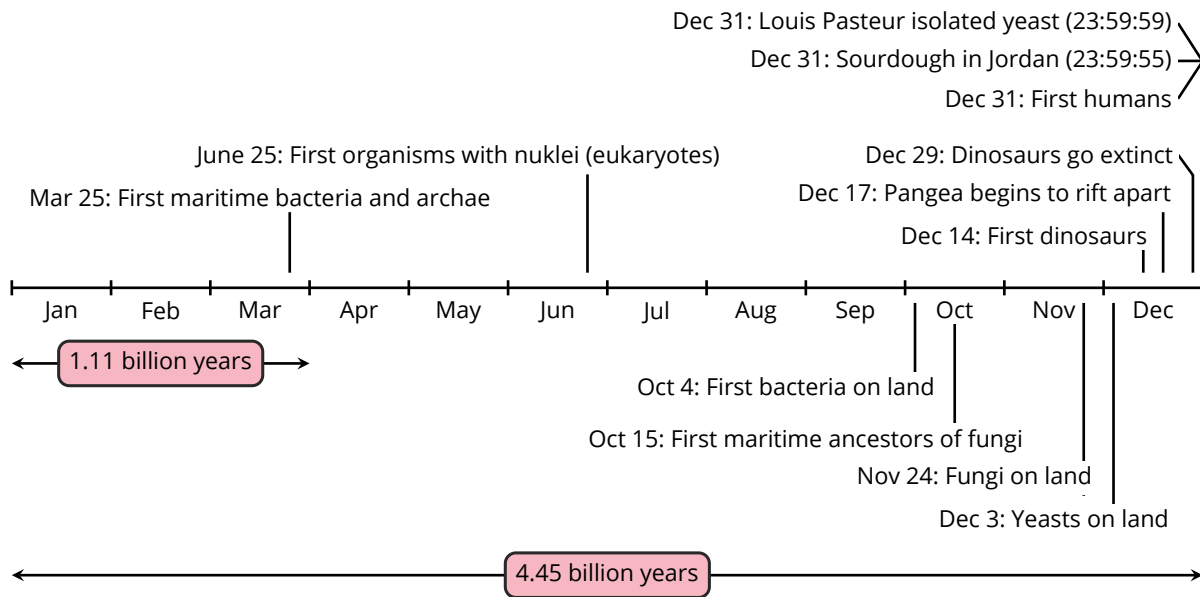 Dec 31: Louis Pasteur isolated yeast (23:59:59)
Dec 31: Sourdough in Jordan (23:59:55)
Dec 31: First humans
June 25: First organisms with nuklei (eukaryotes)
Dec 29: Dinosaurs go extinct
Mar 25: First maritime bacteria and archae
Dec 17: Pangea begins to rift apart
Dec 14: First dinosaurs
Jan Feb Mar Apr May Jun Jul Aug Sep Oct Nov Dec
1.11 billion years
Oct 4: First bacteria on land
Oct 15: First maritime ancestors of fungi
Nov 24: Fungi on land
Dec 3: Yeasts on land
4.45 billion years